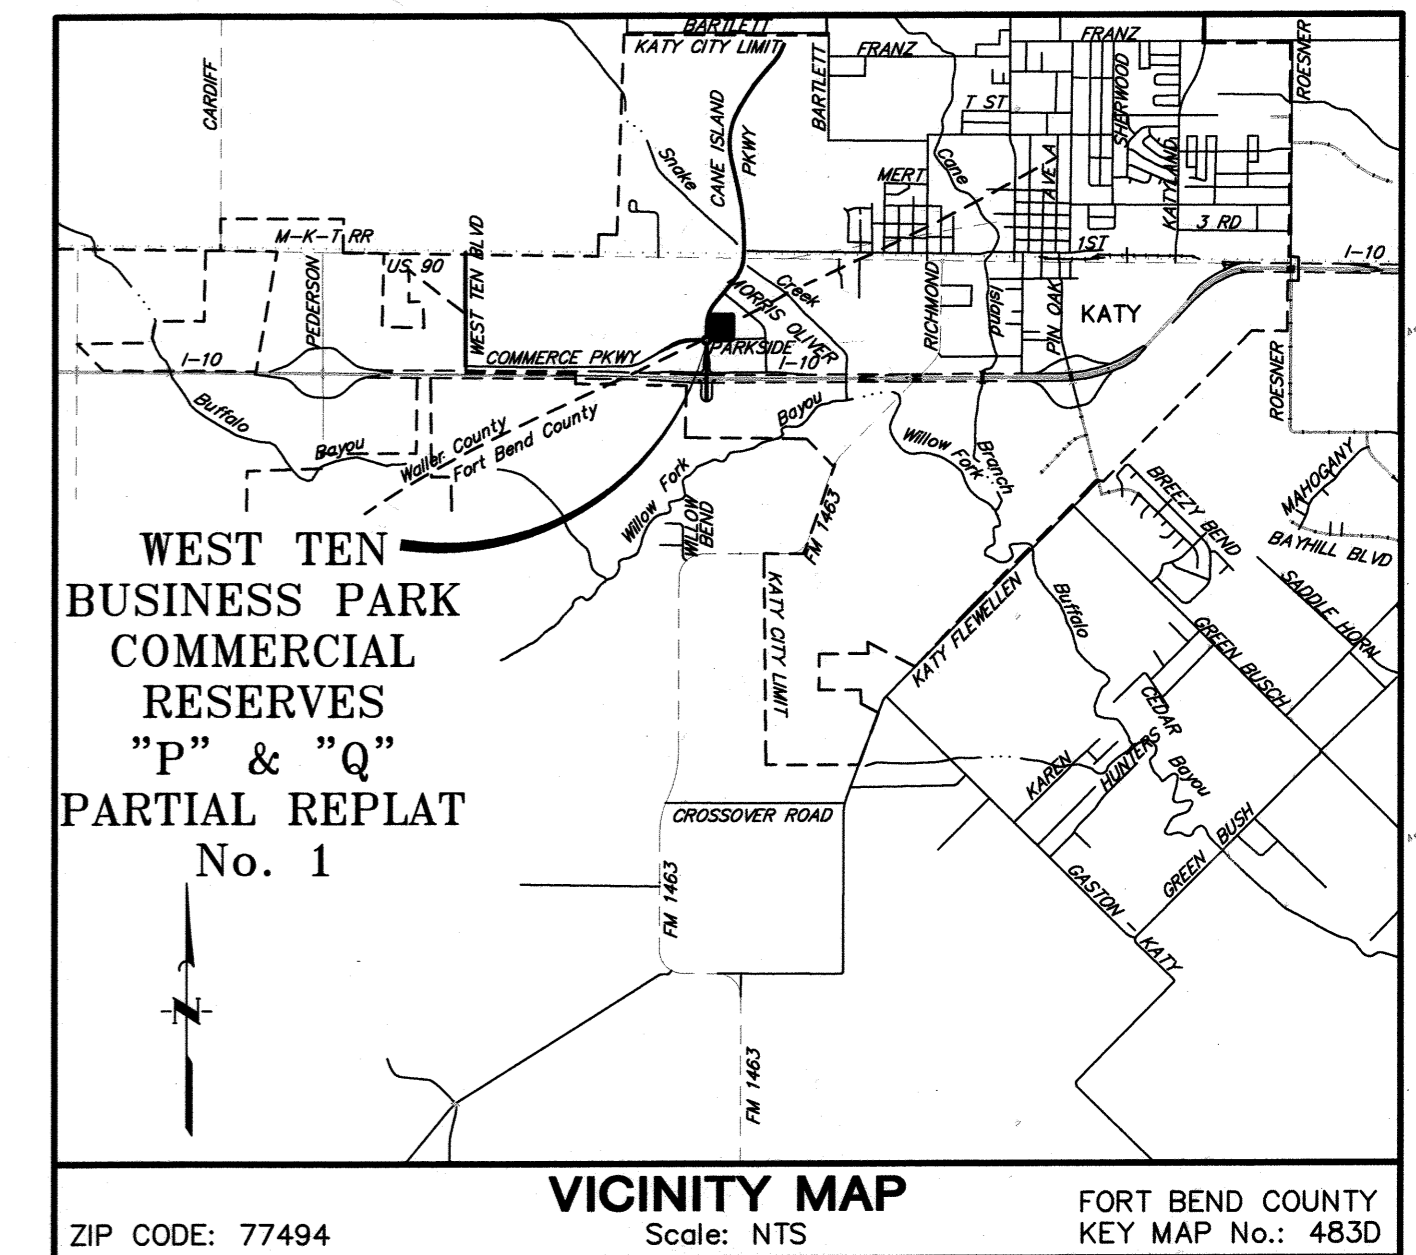 BARTLETT
KATY CITY LIMIT
BARTLETT
FRANZ
FRANZ
ROESNER
CARDIFF
CANE ISLAND
PKWY
T ST
SHERWOOD
Snake
Cane
AVE A
KATYLAND
MERT
3 RD
M-K-T RR
WEST TEN BLVD
1ST
I-10
US 90
PEDERSON
Creek
MORRIS OLIVER
RICHMOND
Island
PIN OAK
KATY
PARKSIDE
I-10
COMMERCE PKWY
I-10
ROESNER
Buffalo
Bayou
Waller County
Fort Bend County
Bayou
Willow Fork
Branch
Willow Fork
WILLOW
BEND
FM 1463
BREEZY BEND
MAHOGANY
BAYHILL BLVD
WEST TEN
BUSINESS PARK
COMMERCIAL
RESERVES
"P" & "Q"
PARTIAL REPLAT
No. 1
KATY CITY LIMIT
KATY FLEWELLEN
Buffalo
SADDLE HORN
GREEN BUSCH
CEDAR
HUNTERS
KAREN
Bayou
CROSSOVER ROAD
GREEN BUSH
FM 1463
GASTON - KATY
-N-
FM 1463
VICINITY MAP
Scale: NTS
ZIP CODE: 77494
FORT BEND COUNTY
KEY MAP No.: 483D